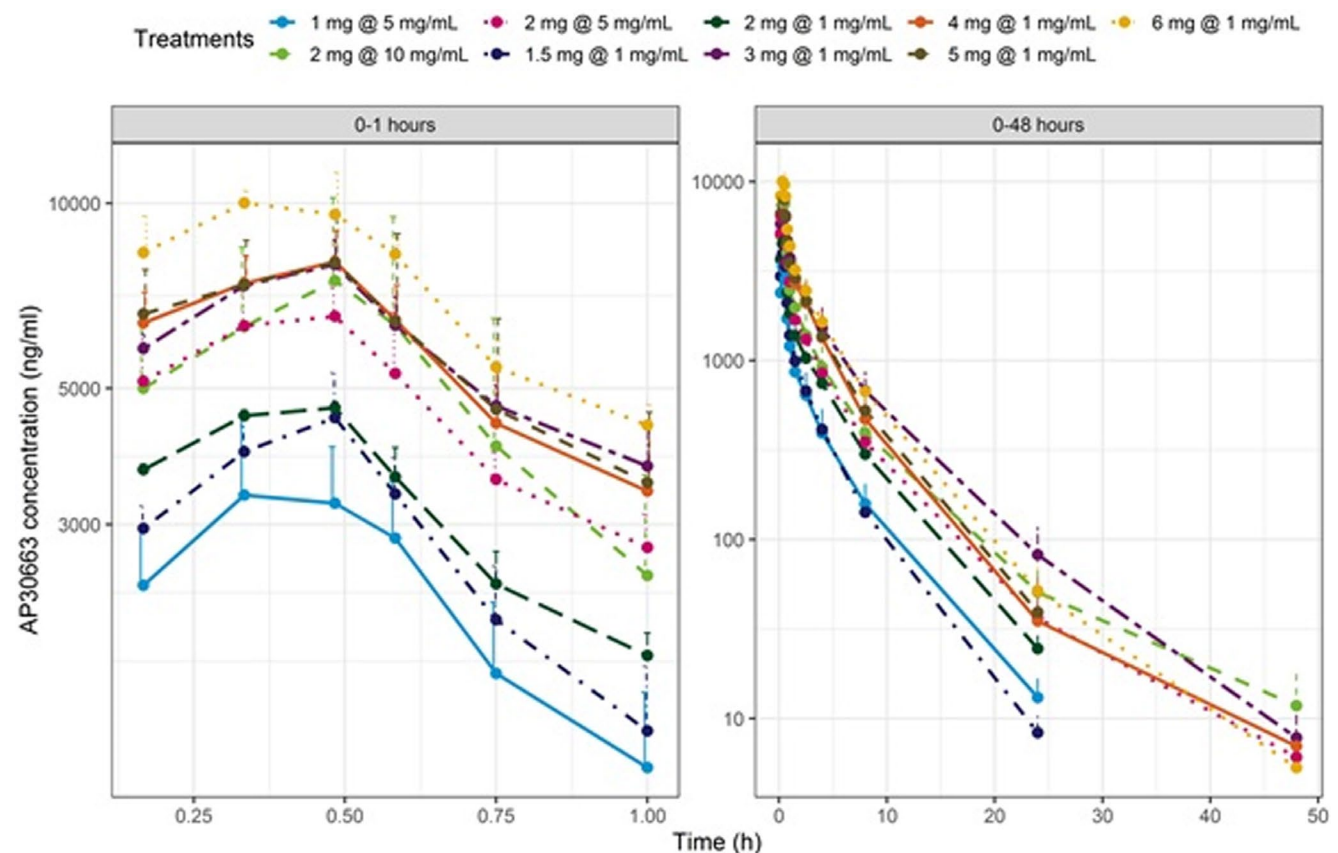 Treatments
1 mg @ 5 mg/mL 2 mg @ 5 mg/mL 2 mg @ 1 mg/mL 4 mg @ 1 mg/mL 6 mg @ 1 mg/mL
2 mg @ 10 mg/mL 1.5 mg @ 1 mg/mL 3 mg @ 1 mg/mL 5 mg @ 1 mg/mL
0-1 hours 0-48 hours
AP30663 concentration (ng/ml)
10000
5000
3000
0.25 0.50 0.75 1.00
10000
1000
100
10
0 10 20 30 40 50
Time (h)